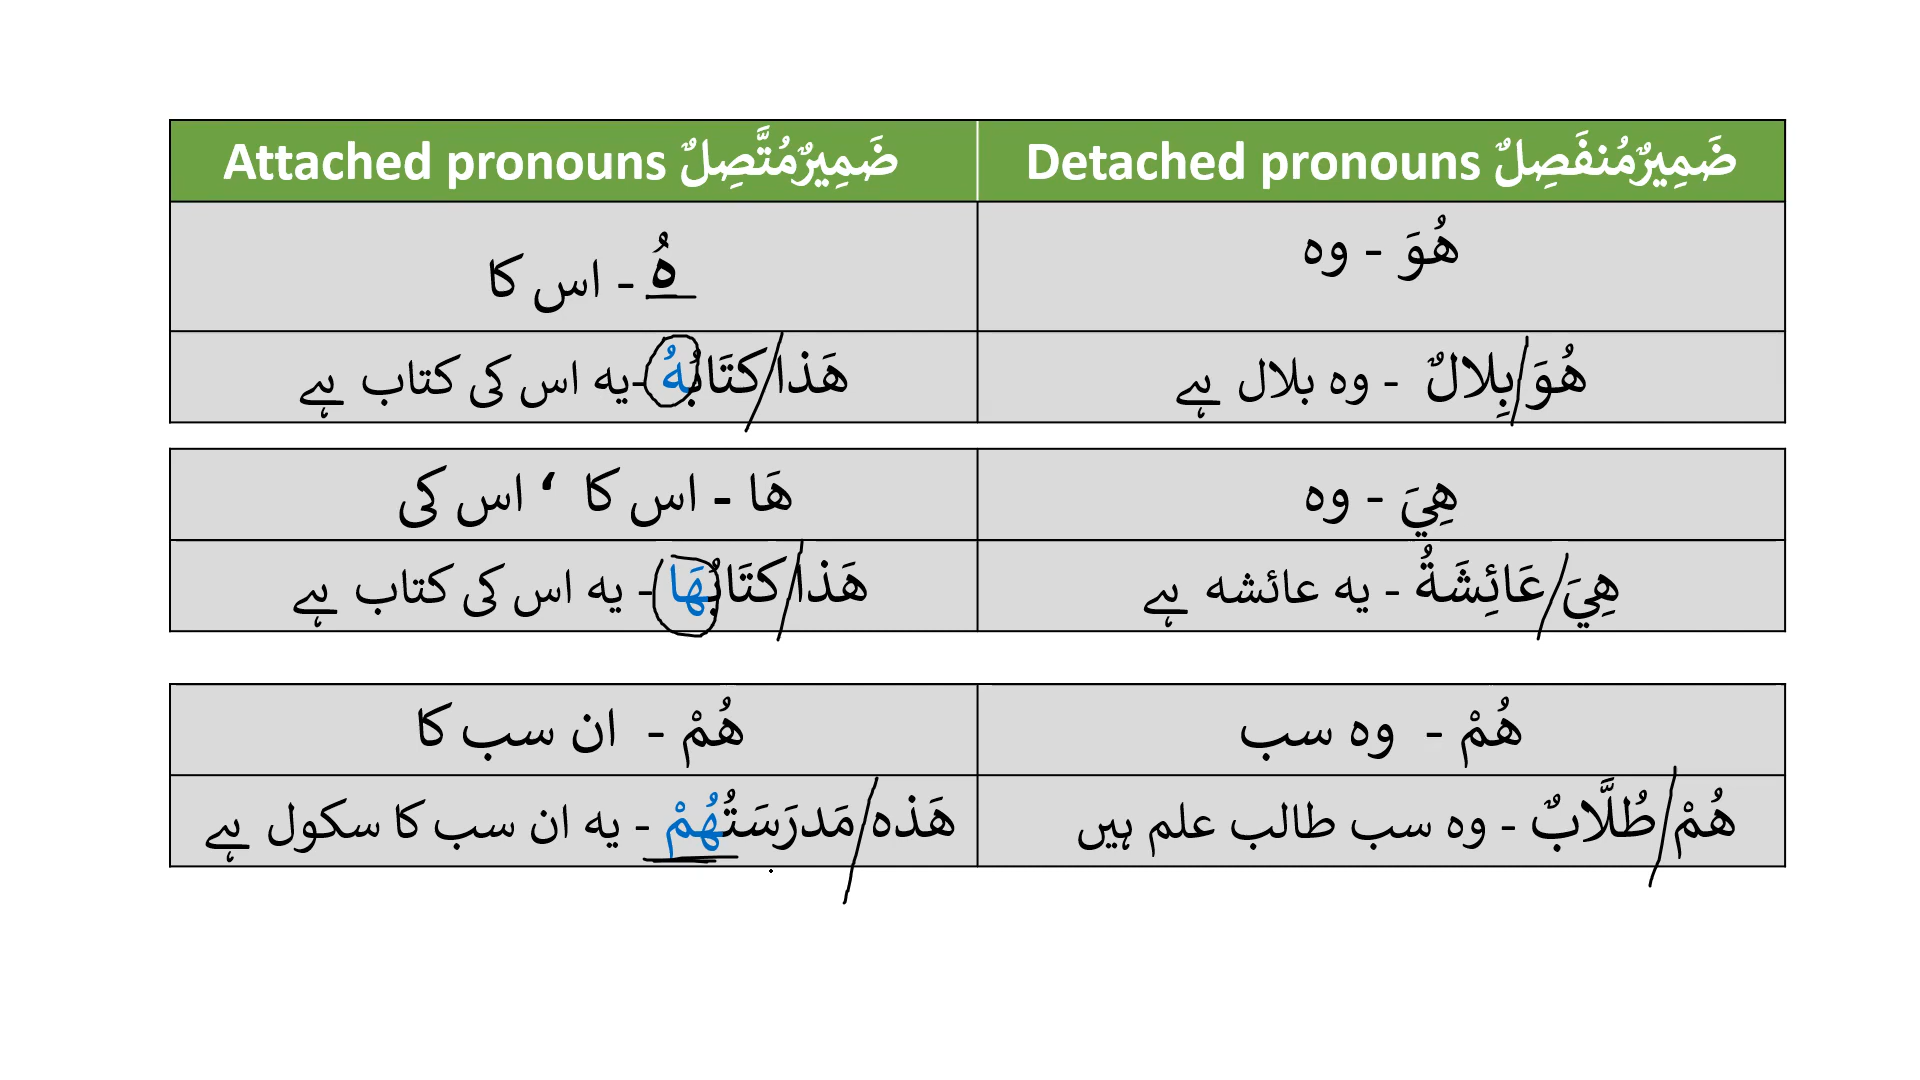 ضَمِيرٌ مُنفَصِلٌ Detached pronouns
ضَمِيرٌ مُتَّصِلٌ Attached pronouns
هُوَ - وہ
هُ - اس کا
هُوَ بِلالٌ - وہ بلال ہے
هَذا كتَابُهُ -یہ اس کی کتاب ہے
هِيَ - وہ
هَا - اس کا ‘ اس کی
هِيَ عَائِشَةُ - یہ عائشہ ہے
هَذا كتَابُهَا - یہ اس کی کتاب ہے
هُمْ - وہ سب
هُمْ - ان سب کا
هُمْ طُلَّابٌ - وہ سب طالب علم ہیں
هَذه مَدرَسَتُهُمْ - یہ ان سب کا سکول ہے